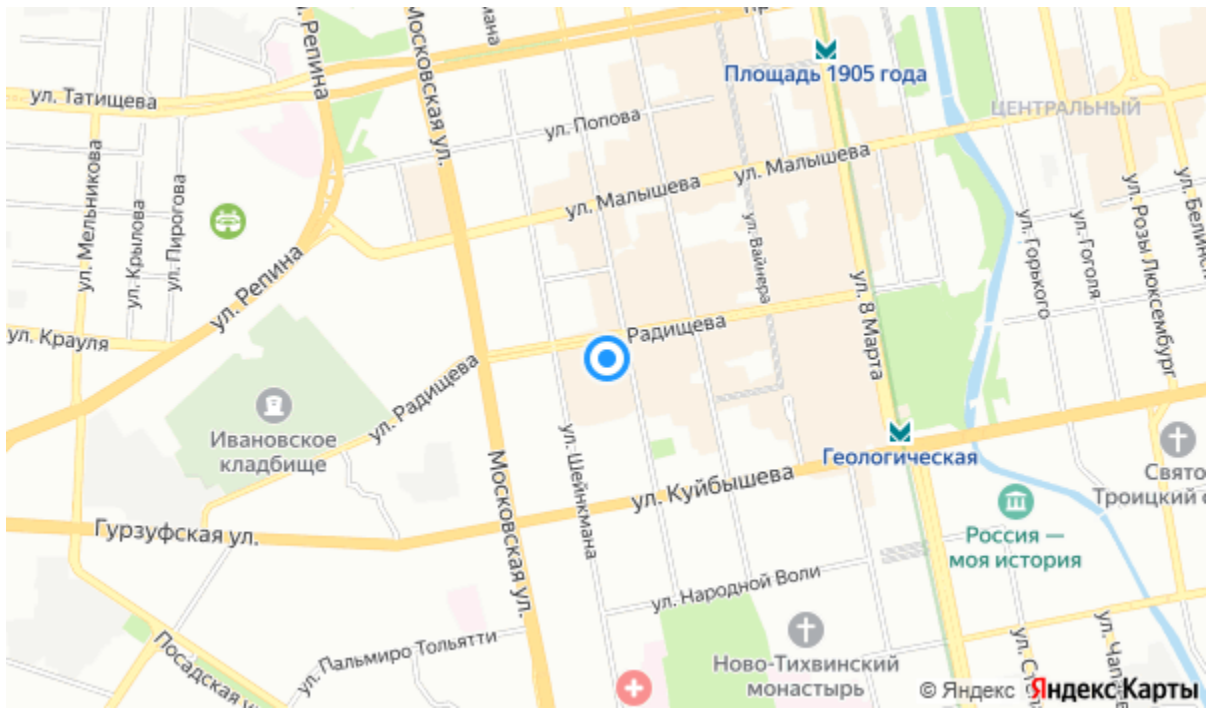 ул. Репина
Московская ул.
Площадь 1905 года
ул. Татищева
ЦЕНТРАЛЬНЫЙ
ул. Попова
ул. Малышева
ул. Малышева
ул. Мельникова
ул. Крылова
ул. Пирогова
ул. Вайнера
ул. Горького
ул. Гоголя
ул. Розы Люксембург
ул. Репина
ул. 8 Марта
ул. Крауля
Радищева
ул. Радищева
Ивановское
кладбище
Геологическая
ул. Шейнкмана
Московская ул.
ул. Куйбышева
Свято
Троицкий
Гурзуфская ул.
Россия —
моя история
ул. Народной Воли
Пальмиро Тольятти
ул.
Посадская
Ново-Тихвинский
монастырь
© Яндекс Яндекс Карты